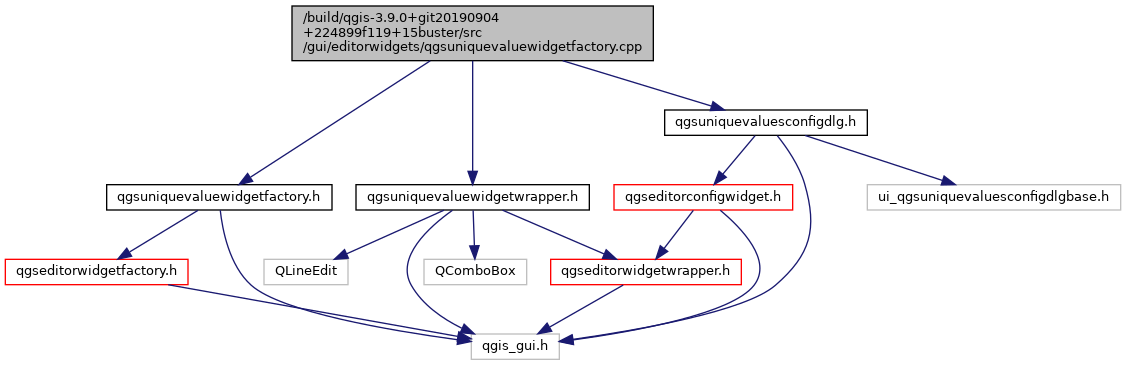 /build/qgis-3.9.0+git20190904
+224899f119+15buster/src
/gui/editorwidgets/qgsuniquevaluewidgetfactory.cpp
qgsuniquevaluesconfigdlg.h
qgsuniquevaluewidgetfactory.h
qgsuniquevaluewidgetwrapper.h
qgseditorconfigwidget.h
ui_qgsuniquevaluesconfigdlgbase.h
qgseditorwidgetfactory.h
QLineEdit
QComboBox
qgseditorwidgetwrapper.h
qgis_gui.h